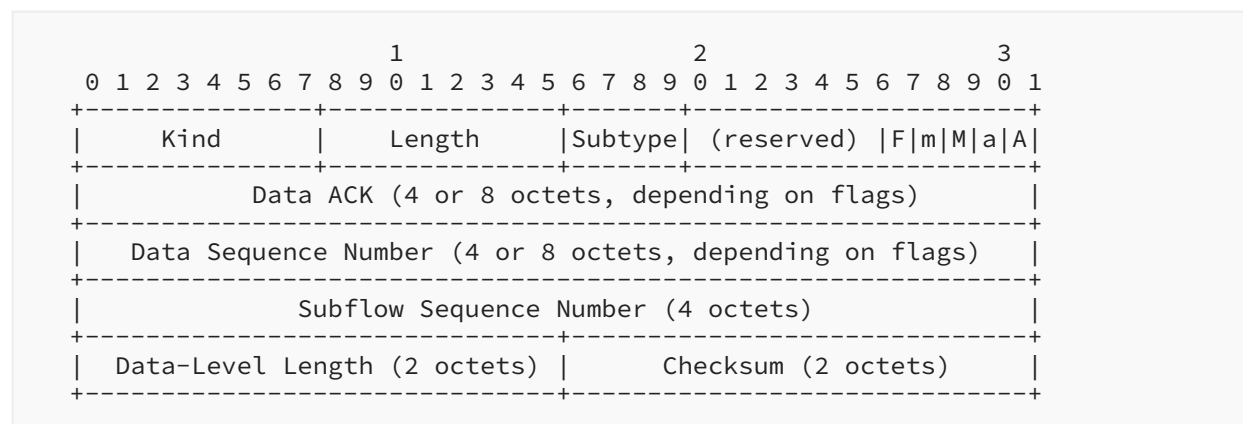 1                   2                   3
 0 1 2 3 4 5 6 7 8 9 0 1 2 3 4 5 6 7 8 9 0 1 2 3 4 5 6 7 8 9 0 1
+---------------+---------------+-------+----------------------+
|     Kind      |    Length     |Subtype| (reserved) |F|m|M|a|A|
+---------------+---------------+-------+----------------------+
|           Data ACK (4 or 8 octets, depending on flags)       |
+--------------------------------------------------------------+
|   Data Sequence Number (4 or 8 octets, depending on flags)   |
+--------------------------------------------------------------+
|              Subflow Sequence Number (4 octets)              |
+-------------------------------+------------------------------+
|  Data-Level Length (2 octets) |      Checksum (2 octets)     |
+-------------------------------+------------------------------+